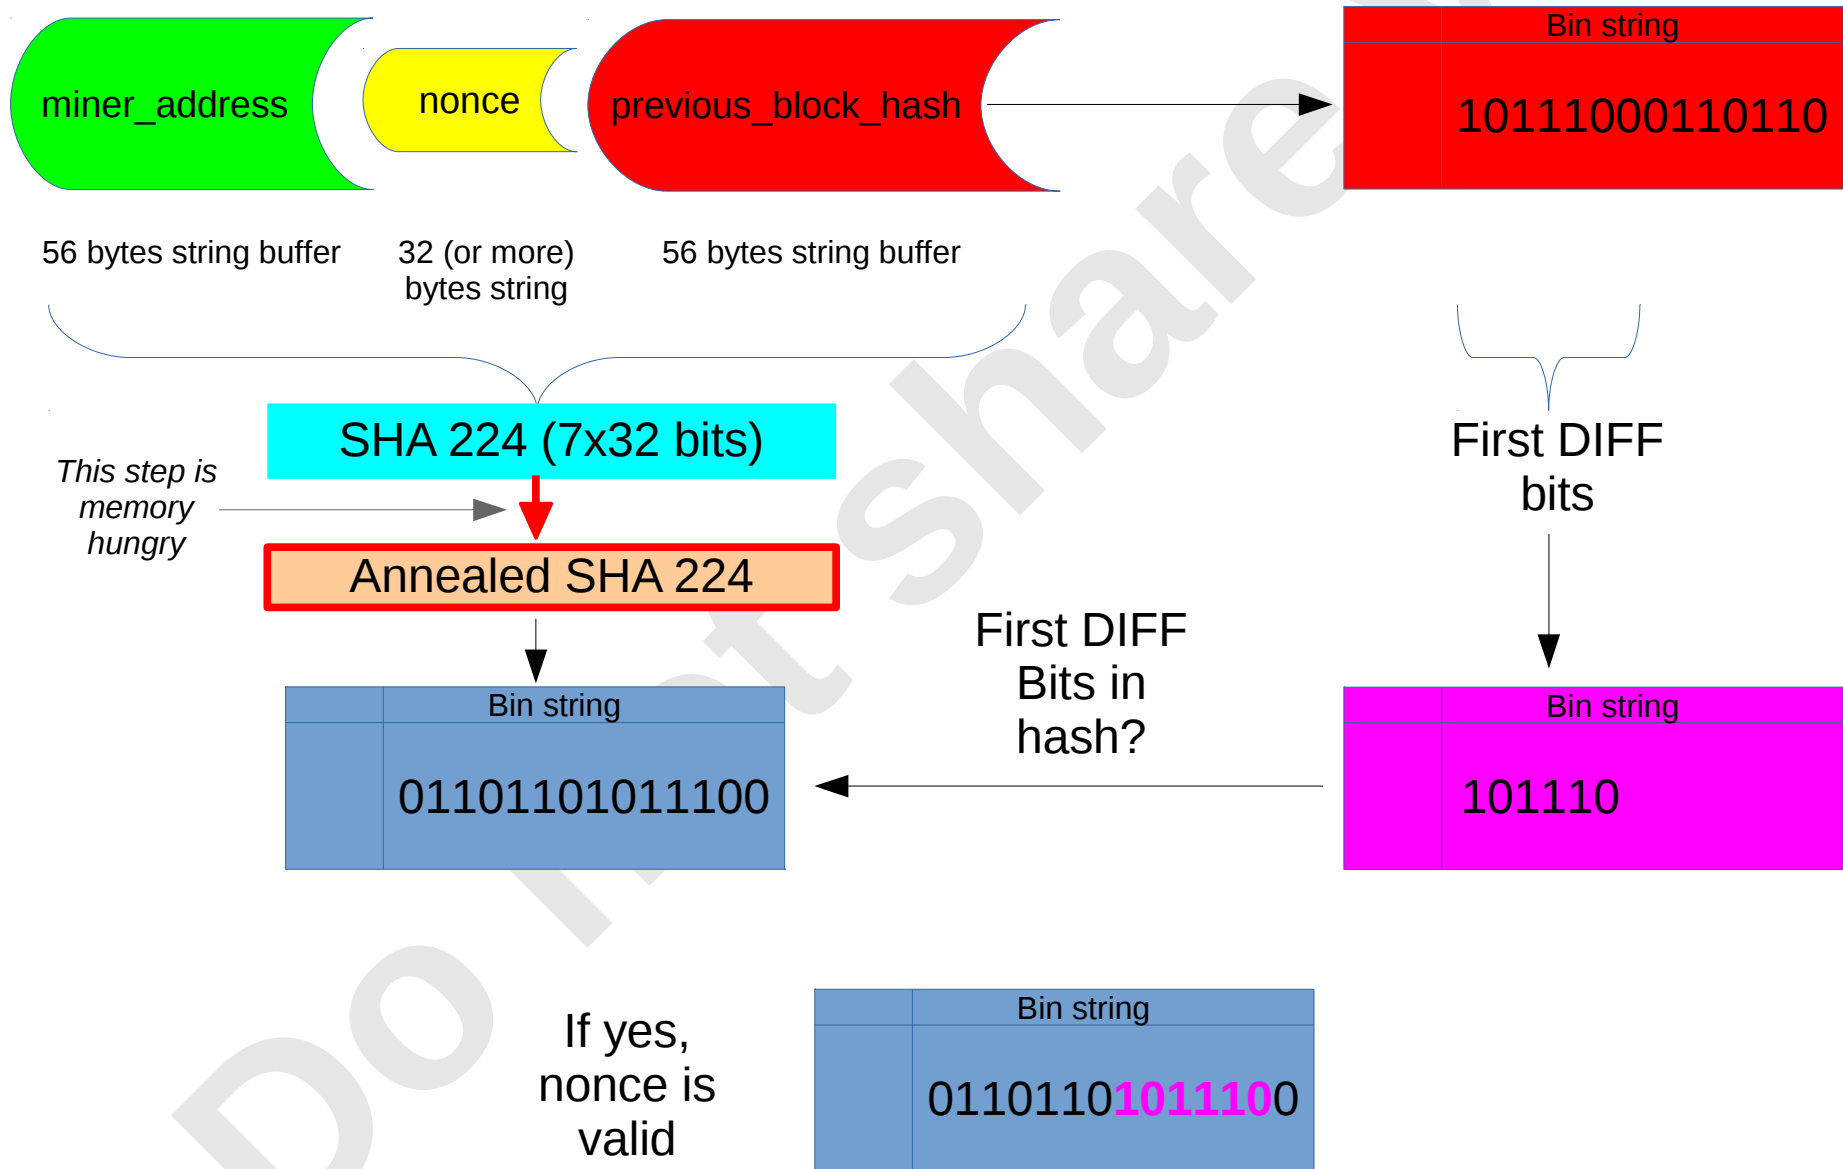 miner_address
nonce
previous_block_hash
Bin string
10111000110110
56 bytes string buffer
32 (or more)
bytes string
56 bytes string buffer
SHA 224 (7x32 bits)
This step is
memory
hungry
Annealed SHA 224
First DIFF
bits
First DIFF
Bits in
hash?
Bin string
01101101011100
Bin string
101110
If yes,
nonce is
valid
Bin string
01101101011100
Do not share